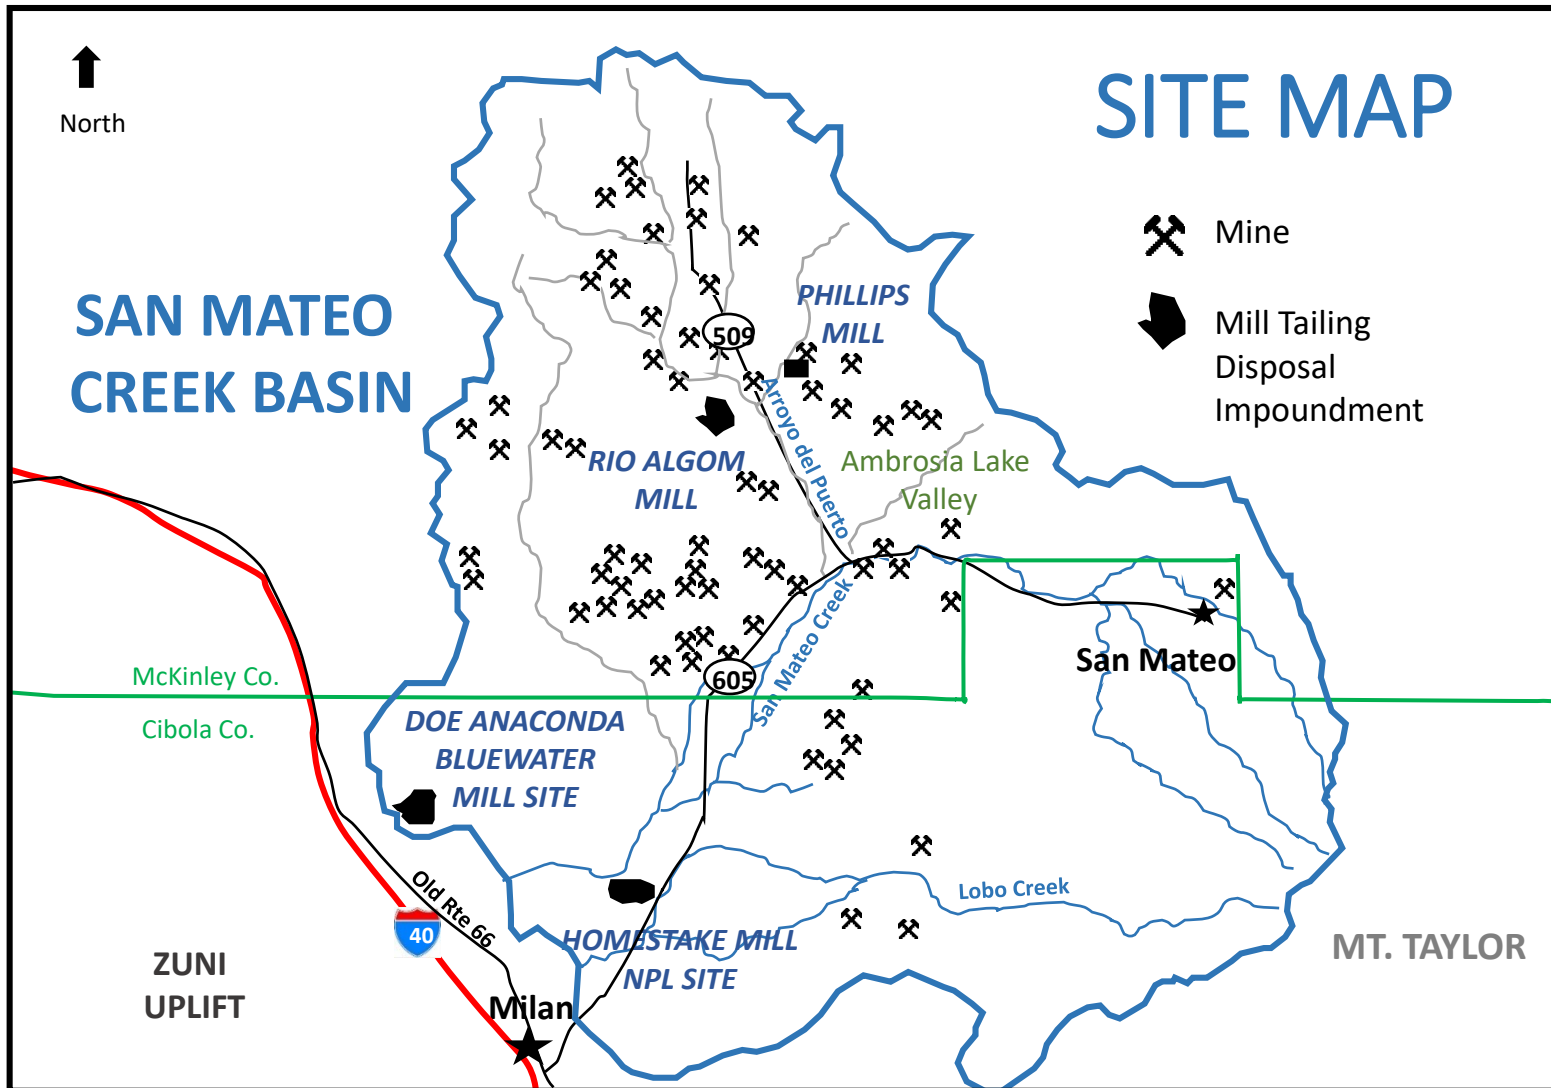 North
SITE MAP
Mine
Mill Tailing
Disposal
Impoundment
SAN MATEO
CREEK BASIN
PHILLIPS
MILL
509
Arroyo del Puerto
Ambrosia Lake
Valley
RIO ALGOM
MILL
San Mateo Creek
San Mateo
McKinley Co.
Cibola Co.
605
DOE ANACONDA
BLUEWATER
MILL SITE
Old Rte 66
40
Lobo Creek
HOMESTAKE MILL
NPL SITE
MT. TAYLOR
ZUNI
UPLIFT
Milan